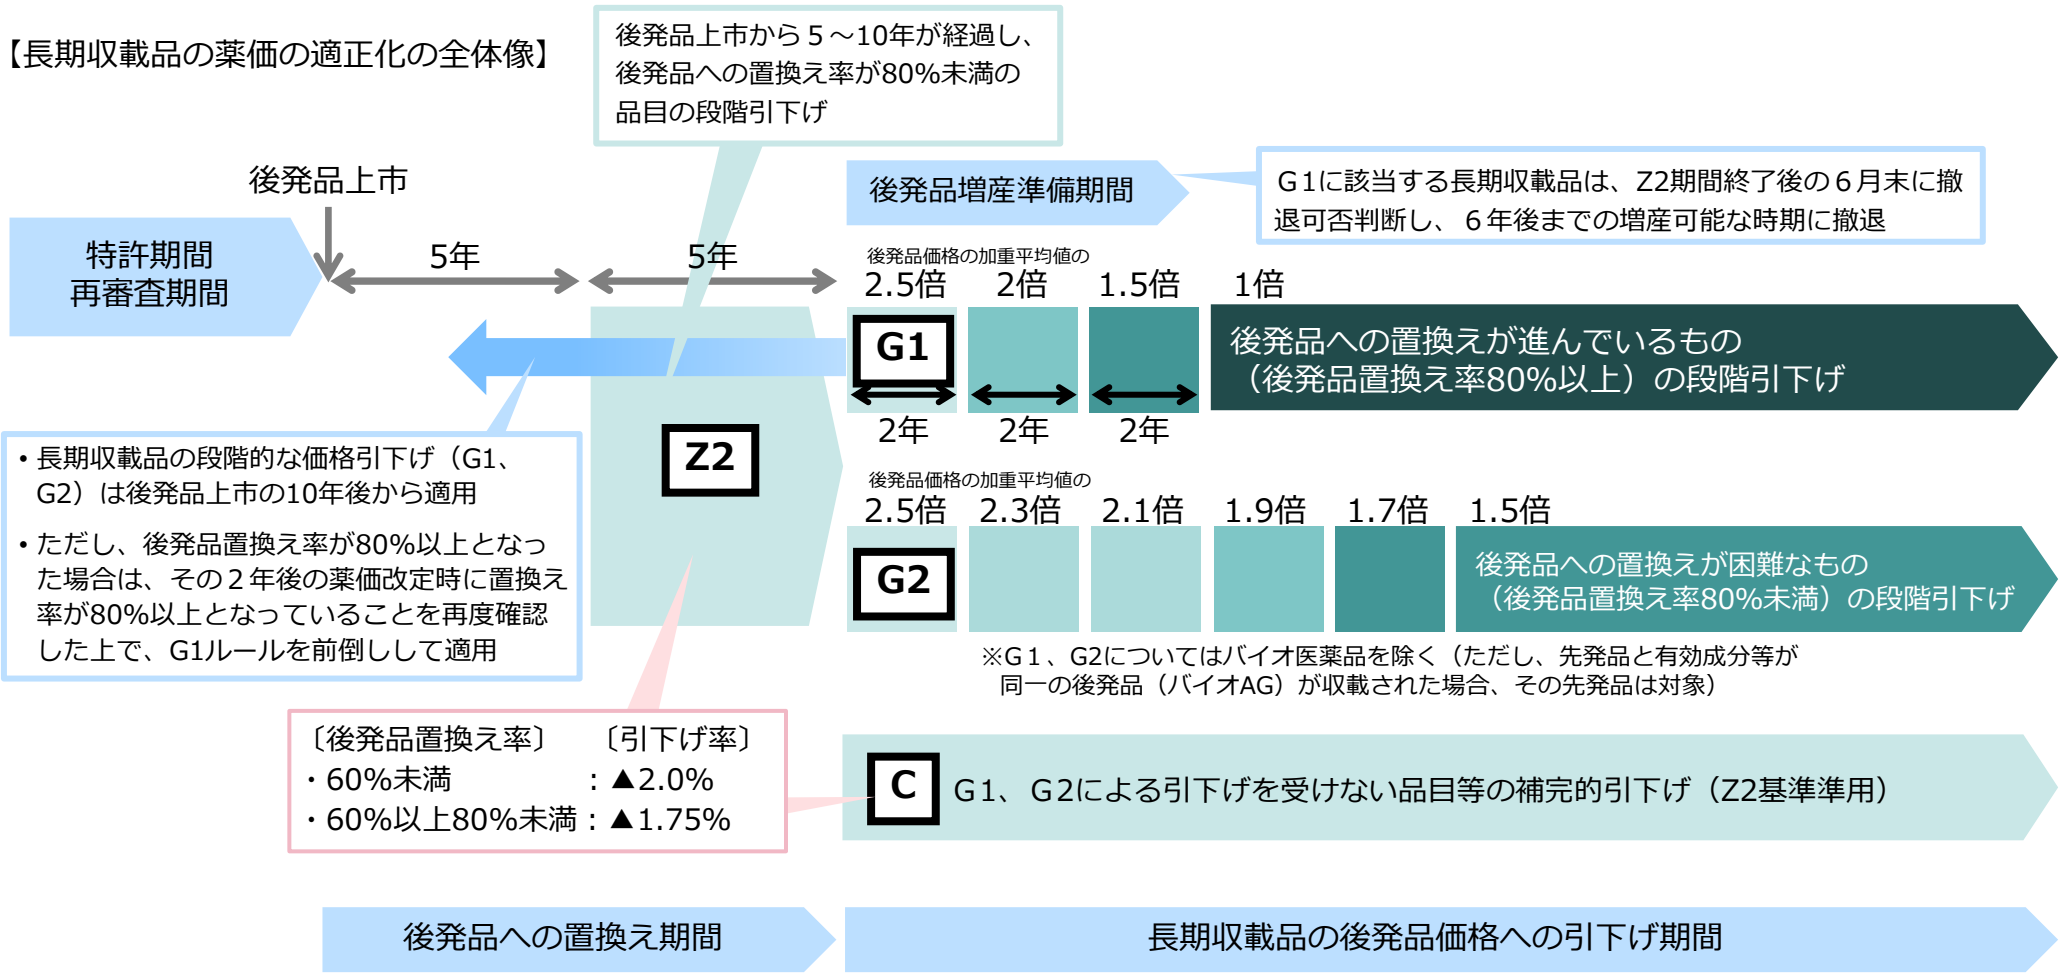 【長期収載品の薬価の適正化の全体像】
後発品上市から５～10年が経過し、
後発品への置換え率が80%未満の
品目の段階引下げ
後発品上市
特許期間
再審査期間
5年
5年
後発品増産準備期間
Ｇ1に該当する長期収載品は、Z2期間終了後の６月末に撤
退可否判断し、６年後までの増産可能な時期に撤退
後発品価格の加重平均値の
2.5倍 2倍 1.5倍 1倍
G1
後発品への置換えが進んでいるもの
（後発品置換え率80%以上）の段階引下げ
2年 2年 2年
Z2
・長期収載品の段階的な価格引下げ（G1、
G2）は後発品上市の10年後から適用
・ただし、後発品置換え率が80%以上となっ
た場合は、その２年後の薬価改定時に置換え
率が80%以上となっていることを再度確認
した上で、G1ルールを前倒しして適用
後発品価格の加重平均値の
2.5倍 2.3倍 2.1倍 1.9倍 1.7倍 1.5倍
G2
後発品への置換えが困難なもの
（後発品置換え率80%未満）の段階引下げ
※G１、G2についてはバイオ医薬品を除く（ただし、先発品と有効成分等が
同一の後発品（バイオAG）が収載された場合、その先発品は対象）
〔後発品置換え率〕 〔引下げ率〕
・60%未満 ：▲2.0%
・60%以上80%未満：▲1.75%
C
Ｇ1、Ｇ2による引下げを受けない品目等の補完的引下げ（Z2基準準用）
後発品への置換え期間
長期収載品の後発品価格への引下げ期間